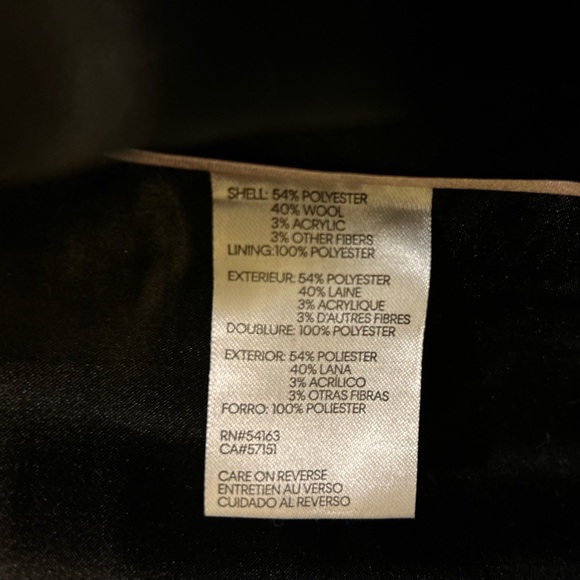 SHELL: 54% POLYESTER
40% WOOL
3% ACRYLIC
3% OTHER FIBERS
LINING:100% POLYESTER
EXTERIEUR: 54% POLYESTER
40% LAINE
3% ACRYLIQUE
3% D'AUTRES FIBRES
DOUBLURE: 100% POLYESTER
EXTERIOR: 54% POLIESTER
40% LANA
3% ACRÍLICO
3% OTRAS FIBRAS
FORRO: 100% POLIESTER
RN#54163
CA#57151
CARE ON REVERSE
ENTRETIEN AU VERSO
CUIDADO AL REVERSO